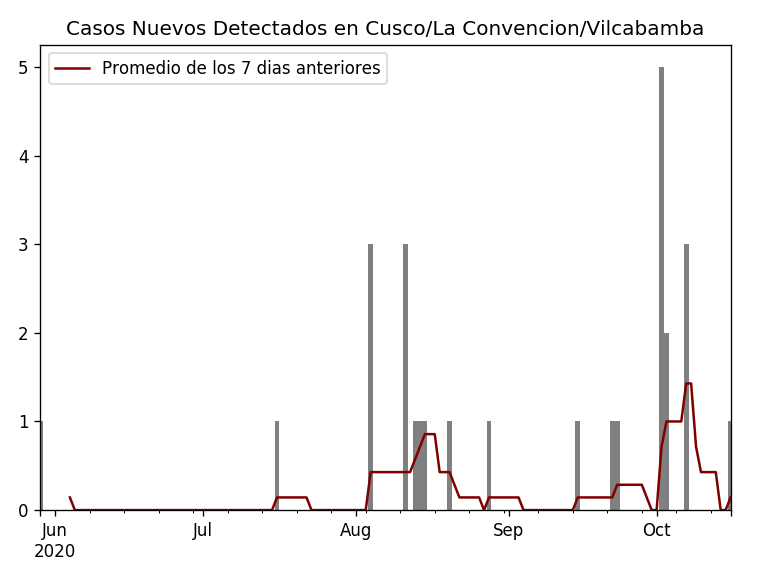 Casos Nuevos Detectados en Cusco/La Convencion/Vilcabamba
Promedio de los 7 dias anteriores
5
4
3
2
1
0
Jun Jul Aug Sep Oct
2020